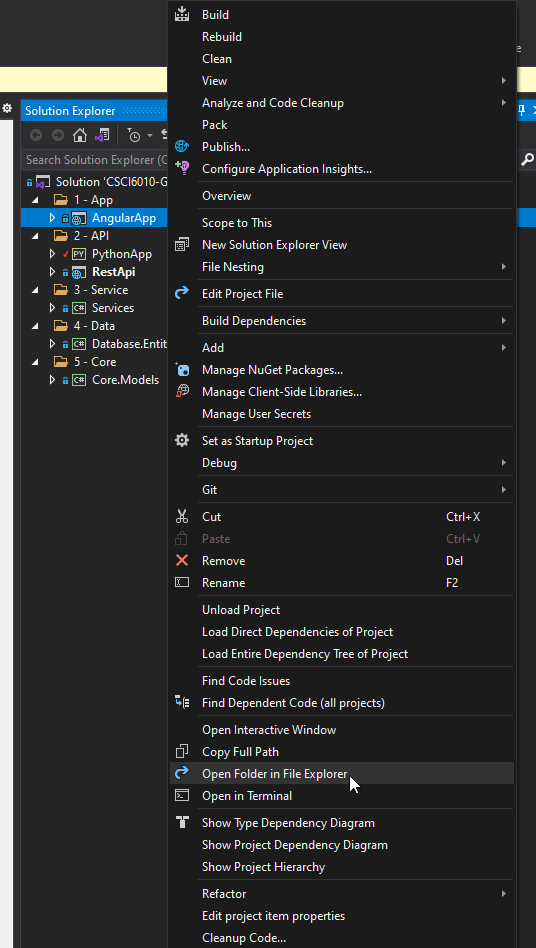 Build
Rebuild
Clean
View
Analyze and Code Cleanup
Pack
Publish...
Configure Application Insights...
Overview
Scope to This
New Solution Explorer View
File Nesting
Edit Project File
Build Dependencies
Add
Manage NuGet Packages...
Manage Client-Side Libraries...
Manage User Secrets
Set as Startup Project
Debug
Git
Cut Ctrl+X
Paste Ctrl+V
Remove Del
Rename F2
Unload Project
Load Direct Dependencies of Project
Load Entire Dependency Tree of Project
Find Code Issues
Find Dependent Code (all projects)
Open Interactive Window
Copy Full Path
Open Folder in File Explorer
Open in Terminal
Show Type Dependency Diagram
Show Project Dependency Diagram
Show Project Hierarchy
Refactor
Edit project item properties
Cleanup Code...
Solution Explorer
Search Solution Explorer (C
Solution 'CSCI6010-G
1 - App
AngularApp
2 - API
PY PythonApp
RestApi
3 - Service
C# Services
4 - Data
C# Database.Entit
5 - Core
C# Core.Models